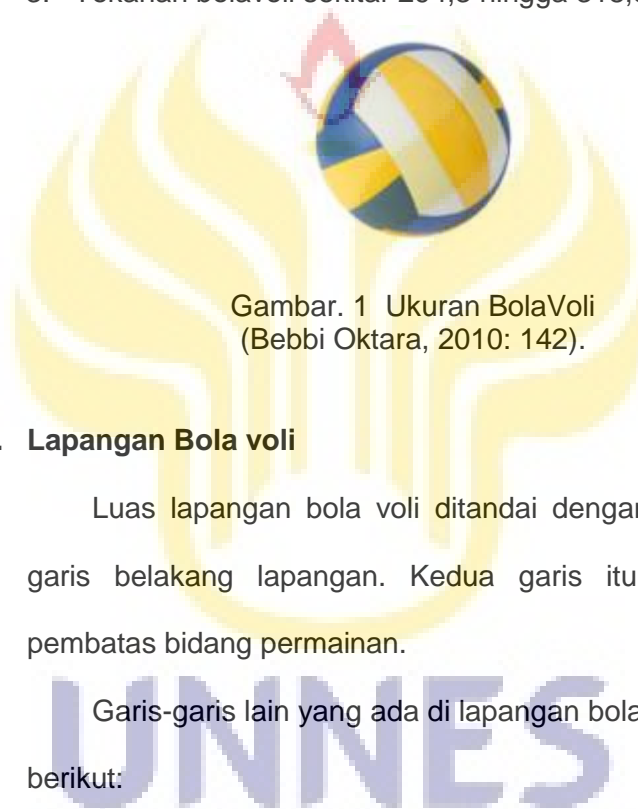 Gambar. 1 Ukuran BolaVoli
(Bebbi Oktara, 2010: 142).
Lapangan Bola voli
Luas lapangan bola voli ditandai dengan
garis belakang lapangan. Kedua garis itu
pembatas bidang permainan.
UNNES
Garis-garis lain yang ada di lapangan bola
berikut: